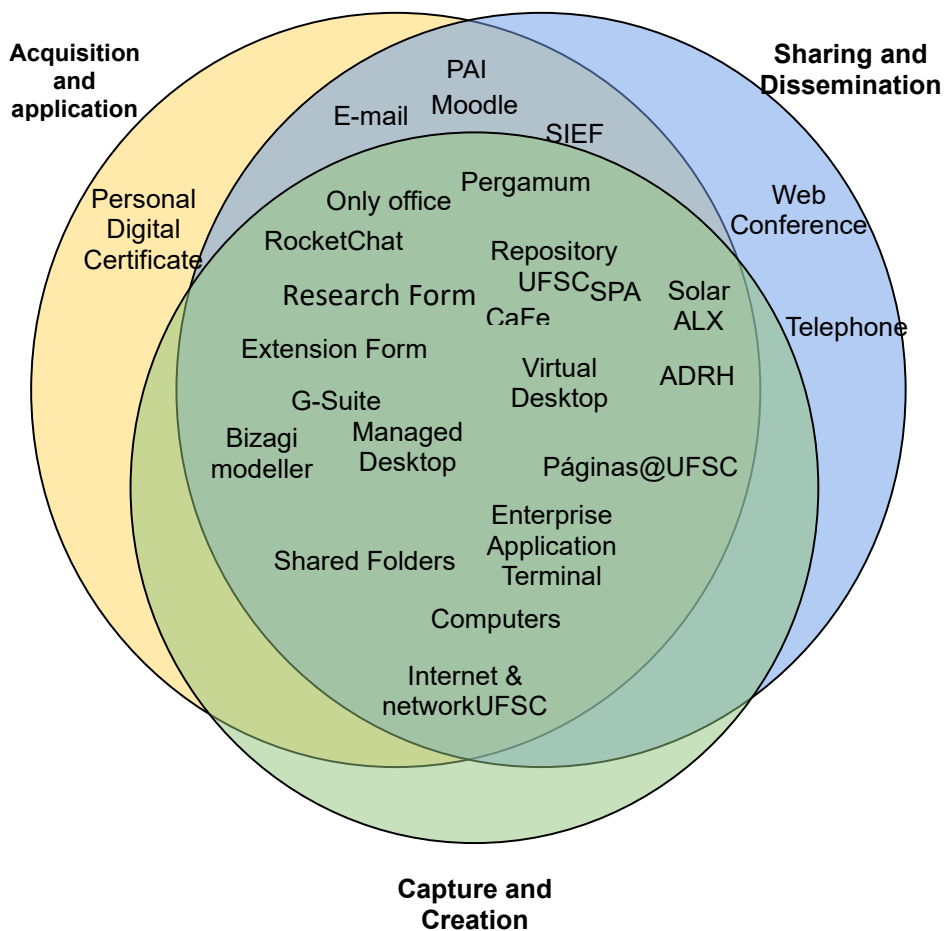 Acquisition
and
application
Sharing and
Dissemination
PAI
Moodle
E-mail
SIEF
Personal
Digital
Certificate
Web
Conference
Telephone
Pergamum
Only office
RocketChat
Repository
UFSC
SPA
Solar
ALX
Research Form
CaFe
Extension Form
Virtual
Desktop
ADRH
G-Suite
Bizagi
modeller
Managed
Desktop
Páginas@UFSC
Enterprise
Application
Terminal
Shared Folders
Computers
Internet &
networkUFSC
Capture and
Creation